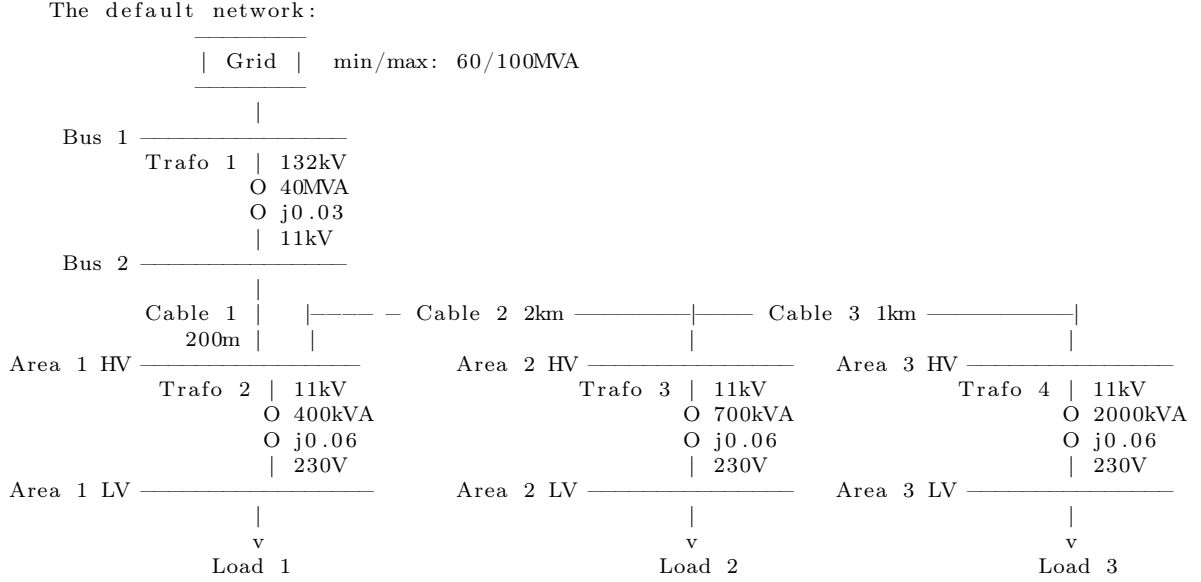 The default network:
| Grid | min/max: 60/100MVA
|
Bus 1
Trafo 1 | 132kV
O 40MVA
O j0.03
| 11kV
Bus 2
|
Cable 1 | |---- - Cable 2 2km ----------|----- Cable 3 1km -----------|
200m | | | |
Area 1 HV Area 2 HV Area 3 HV
Trafo 2 | 11kV Trafo 3 | 11kV Trafo 4 | 11kV
O 400kVA O 700kVA O 2000kVA
O j0.06 O j0.06 O j0.06
| 230V | 230V | 230V
Area 1 LV Area 2 LV Area 3 LV
| | |
v v v
Load 1 Load 2 Load 3